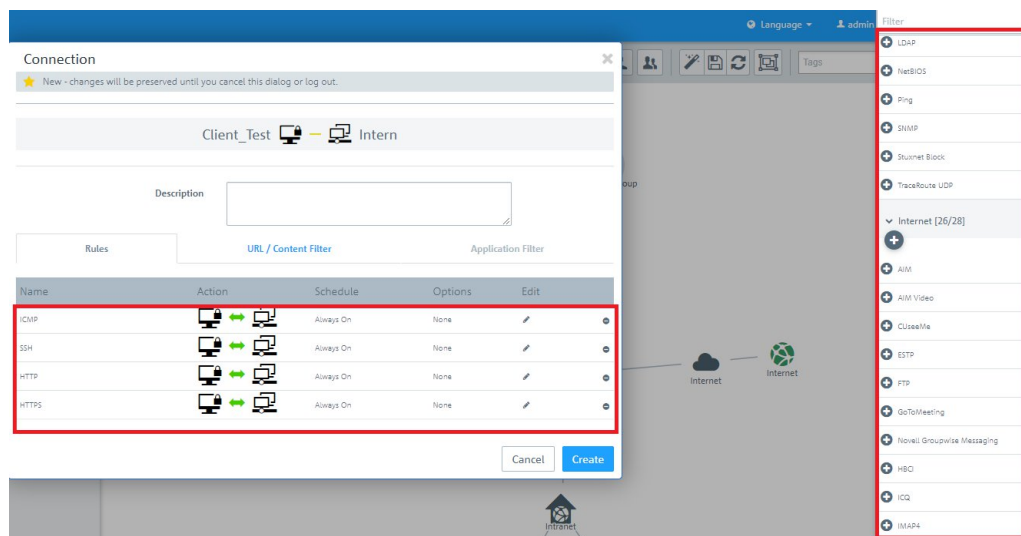 Language
admin
Filter
Connection
New - changes will be preserved until you cancel this dialog or log out.
Tags
Client_Test
Intern
Description
Rules
URL / Content Filter
Application Filter
Name Action Schedule Options Edit
ICMP Always On None
SSH Always On None
HTTP Always On None
HTTPS Always On None
Cancel
Create
oup
Internet
Internet
Intranet
LDAP
NetBIOS
Ping
SNMP
Stuxnet Block
TraceRoute UDP
Internet [26/28]
AIM
AIM Video
CUseeMe
ESTP
FTP
GoToMeeting
Novell Groupwise Messaging
HBCI
ICQ
IMAP4